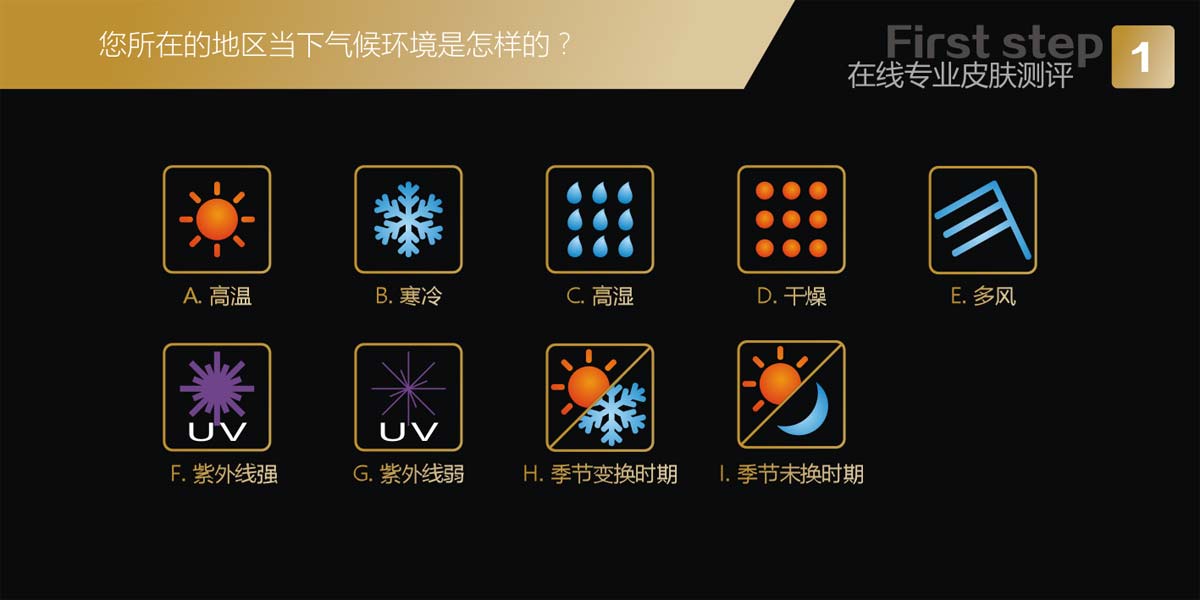 您所在的地区当下气候环境是怎样的？
First step
在线专业皮肤测评
1
A. 高温
B. 寒冷
C. 高湿
D. 干燥
E. 多风
UV
UV
F. 紫外线强
G. 紫外线弱
H. 季节变换时期
I. 季节未换时期